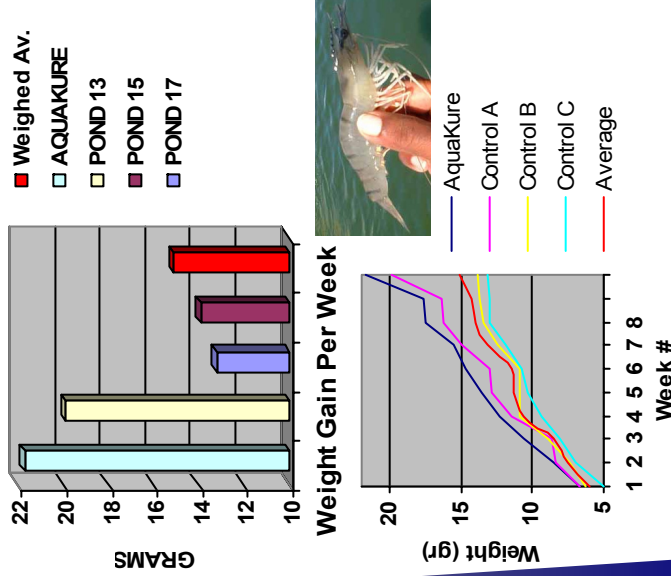 GRAMS
22
20
18
16
14
12
10
Weighed Av.
AQUAKURE
POND 13
POND 15
POND 17
Weight Gain Per Week
Weight (gr)
20
15
10
5
1 2 3 4 5 6 7 8
Week #
AquaKure
Control A
Control B
Control C
Average